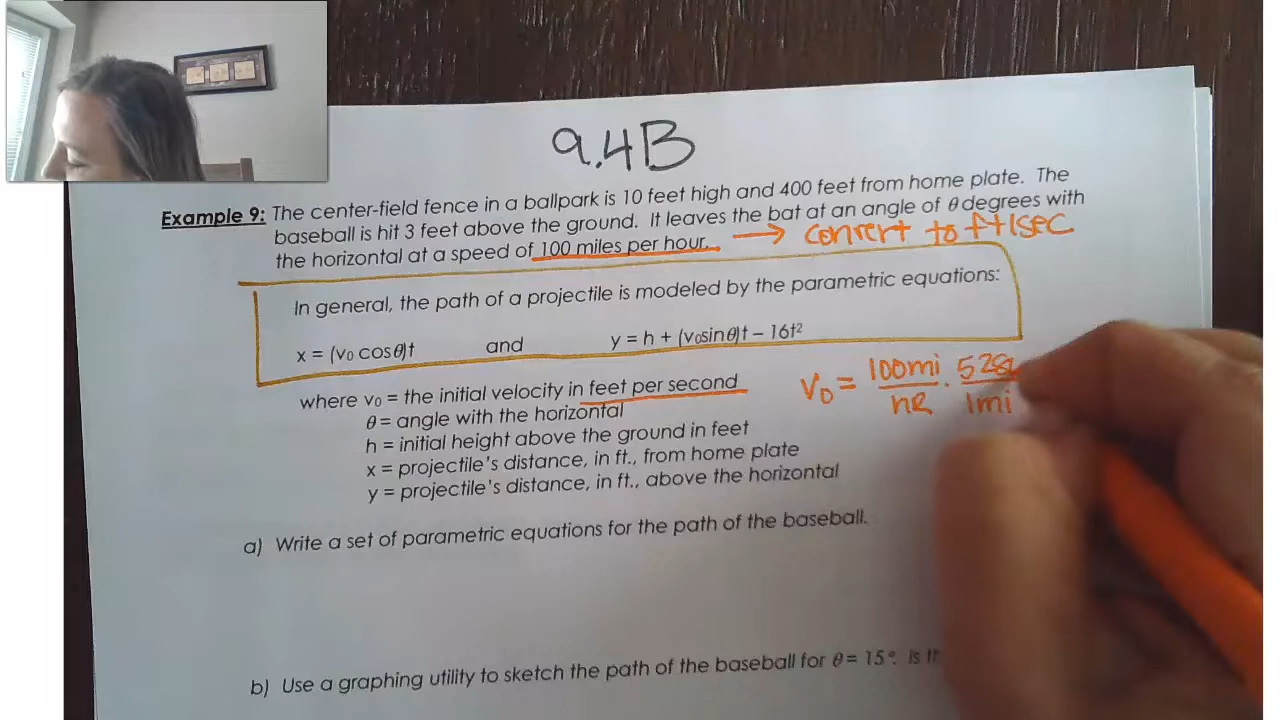 9.4B
Example 9: The center-field fence in a ballpark is 10 feet high and 400 feet from home plate. The
baseball is hit 3 feet above the ground. It leaves the bat at an angle of θ degrees with
the horizontal at a speed of 100 miles per hour. → convert to ft/sec
In general, the path of a projectile is modeled by the parametric equations:
x = (v₀ cosθ)t and y = h + (v₀sinθ)t – 16t²
where v₀ = the initial velocity in feet per second
θ = angle with the horizontal
h = initial height above the ground in feet
x = projectile's distance, in ft., from home plate
y = projectile's distance, in ft., above the horizontal
V₀ = 100mi/hr · 528 /1mi
a) Write a set of parametric equations for the path of the baseball.
b) Use a graphing utility to sketch the path of the baseball for θ = 15°. Is